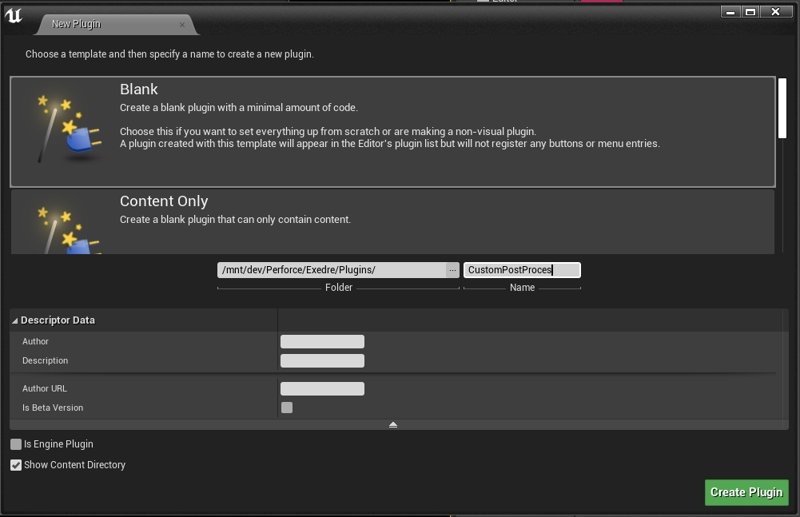 New Plugin
Choose a template and then specify a name to create a new plugin.
Blank
Create a blank plugin with a minimal amount of code.
Choose this if you want to set everything up from scratch or are making a non-visual plugin.
A plugin created with this template will appear in the Editor's plugin list but will not register any buttons or menu entries.
Content Only
Create a blank plugin that can only contain content.
/mnt/dev/Perforce/Exedre/Plugins/ ... CustomPostProces
Folder Name
Descriptor Data
Author
Description
Author URL
Is Beta Version
Is Engine Plugin
Show Content Directory
Create Plugin